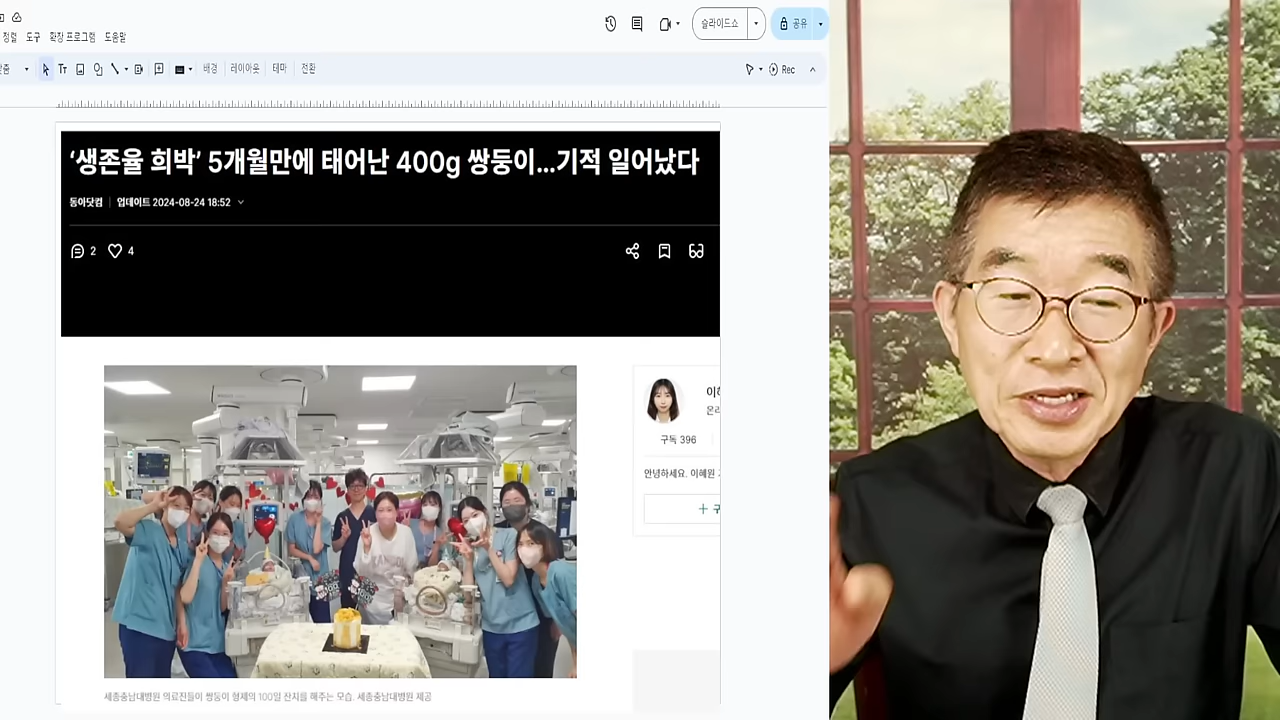 정렬 도구 확장 프로그램 도움말
슬라이드쇼
공유
배경 레이아웃 테마 전환
Rec
‘생존율 희박’ 5개월만에 태어난 400g 쌍둥이…기적 일어났다
동아닷컴 업데이트 2024-08-24 18:52
2 4
구독 396
안녕하세요. 이혜원
세종충남대병원 의료진들이 쌍둥이 형제의 100일 잔치를 해주는 모습. 세종충남대병원 제공